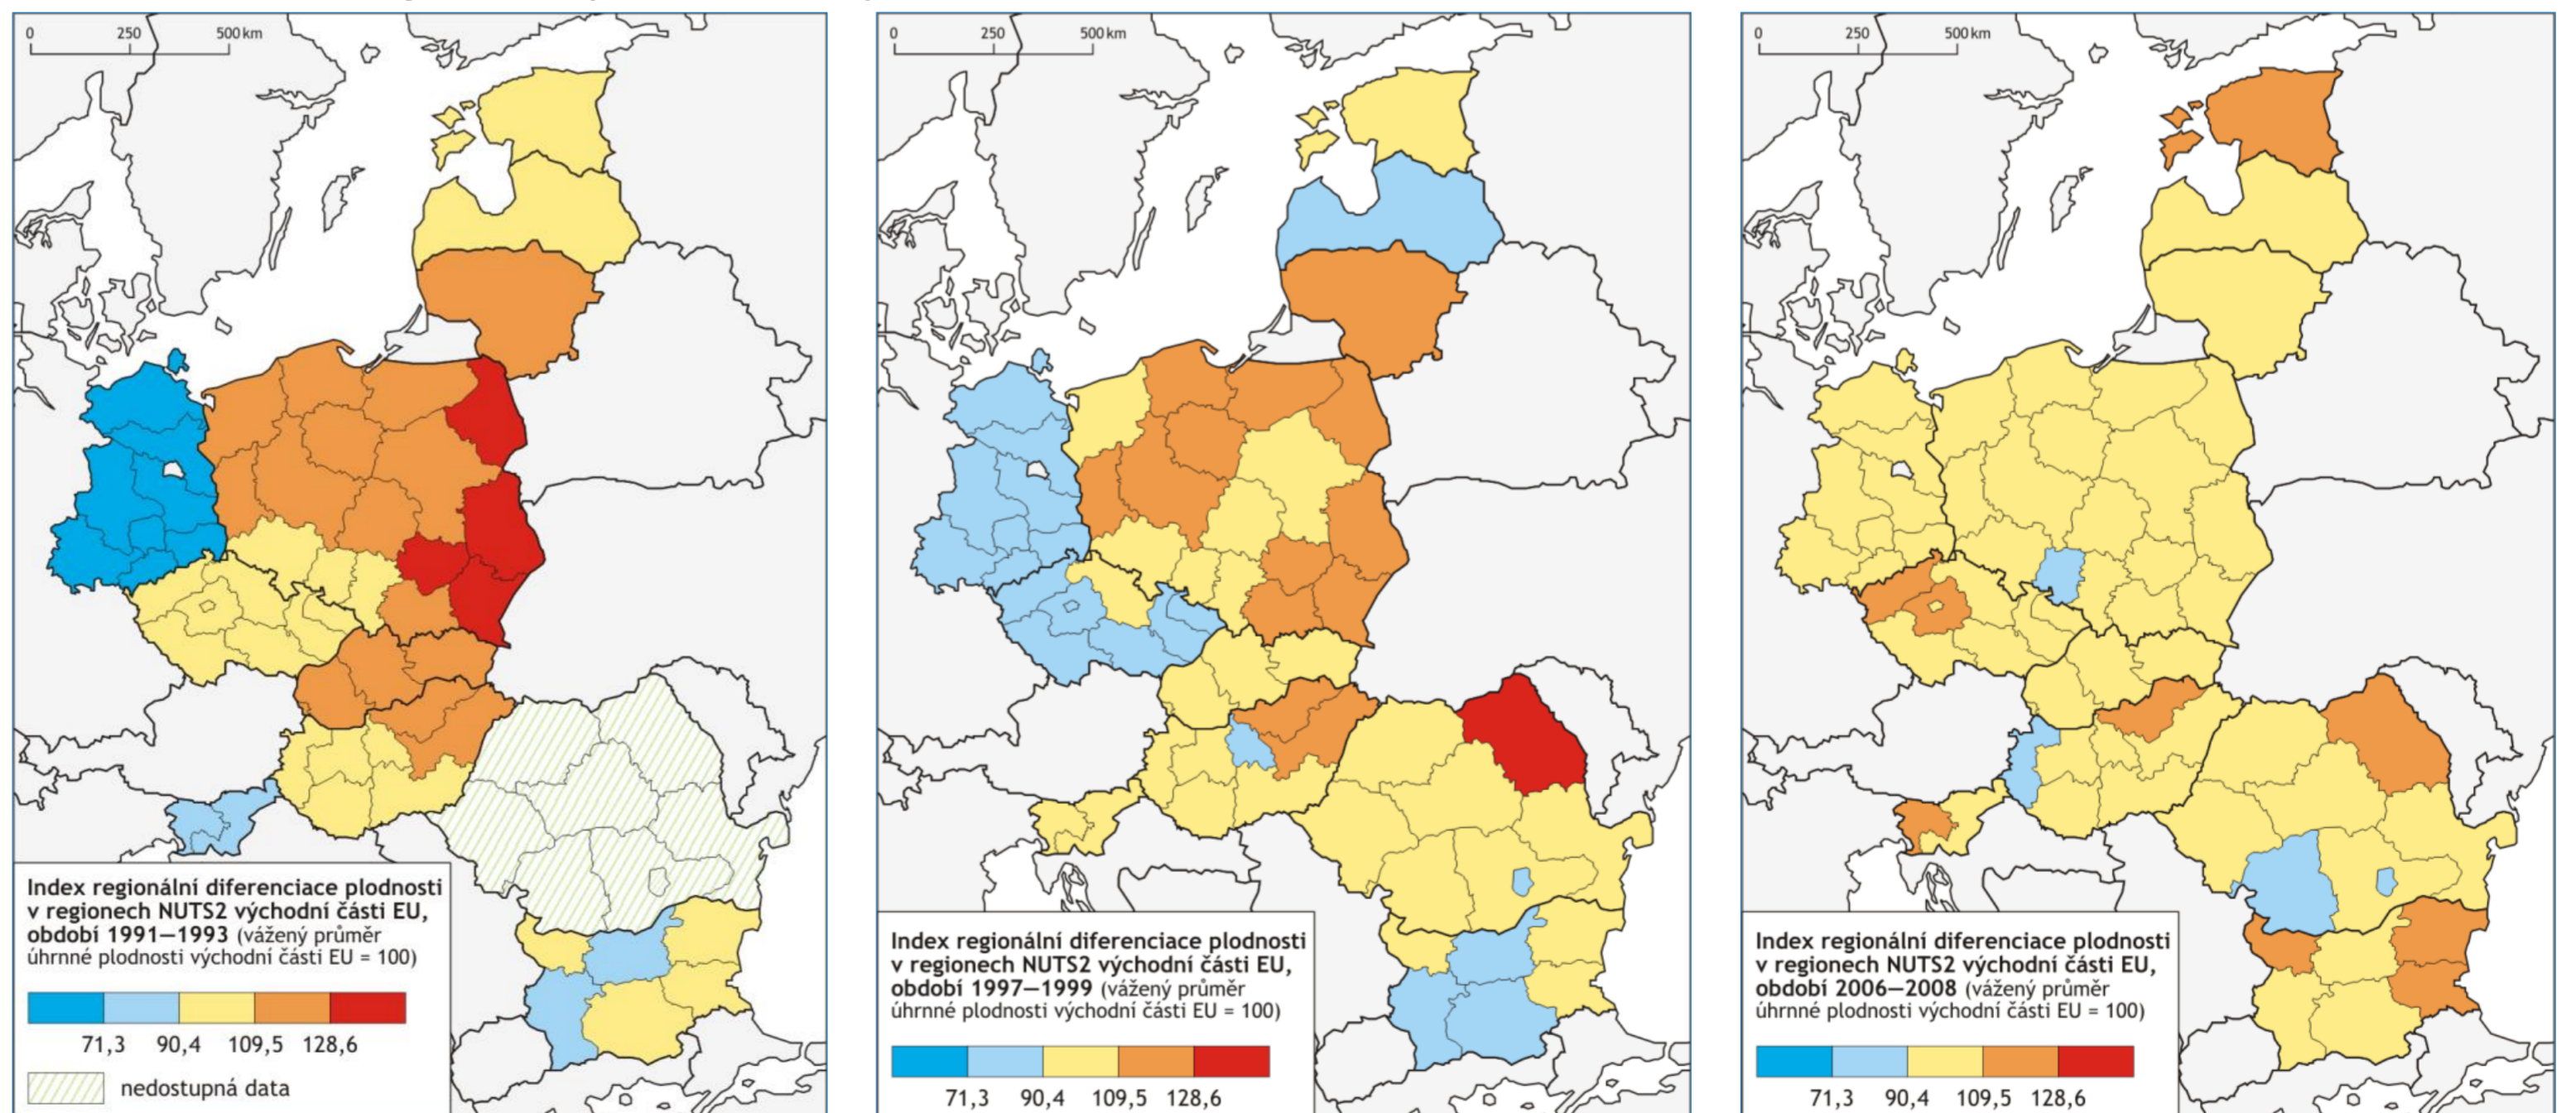 0 250 500 km
Index regionální diferenciace plodnosti
v regionech NUTS2 východní části EU,
období 1991—1993 (vážený průměr
úhrnné plodnosti východní části EU = 100)
71,3 90,4 109,5 128,6
nedostupná data
0 250 500 km
Index regionální diferenciace plodnosti
v regionech NUTS2 východní části EU,
období 1997—1999 (vážený průměr
úhrnné plodnosti východní části EU = 100)
71,3 90,4 109,5 128,6
0 250 500 km
Index regionální diferenciace plodnosti
v regionech NUTS2 východní části EU,
období 2006—2008 (vážený průměr
úhrnné plodnosti východní části EU = 100)
71,3 90,4 109,5 128,6